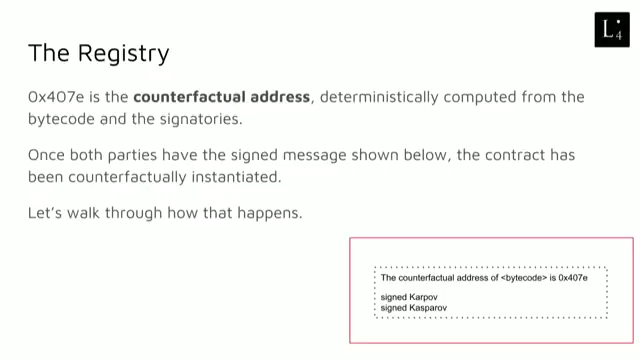 L4
The Registry
0x407e is the counterfactual address, deterministically computed from the
bytecode and the signatories.
Once both parties have the signed message shown below, the contract has
been counterfactually instantiated.
Let's walk through how that happens.
The counterfactual address of <bytecode> is 0x407e
signed Karpov
signed Kasparov